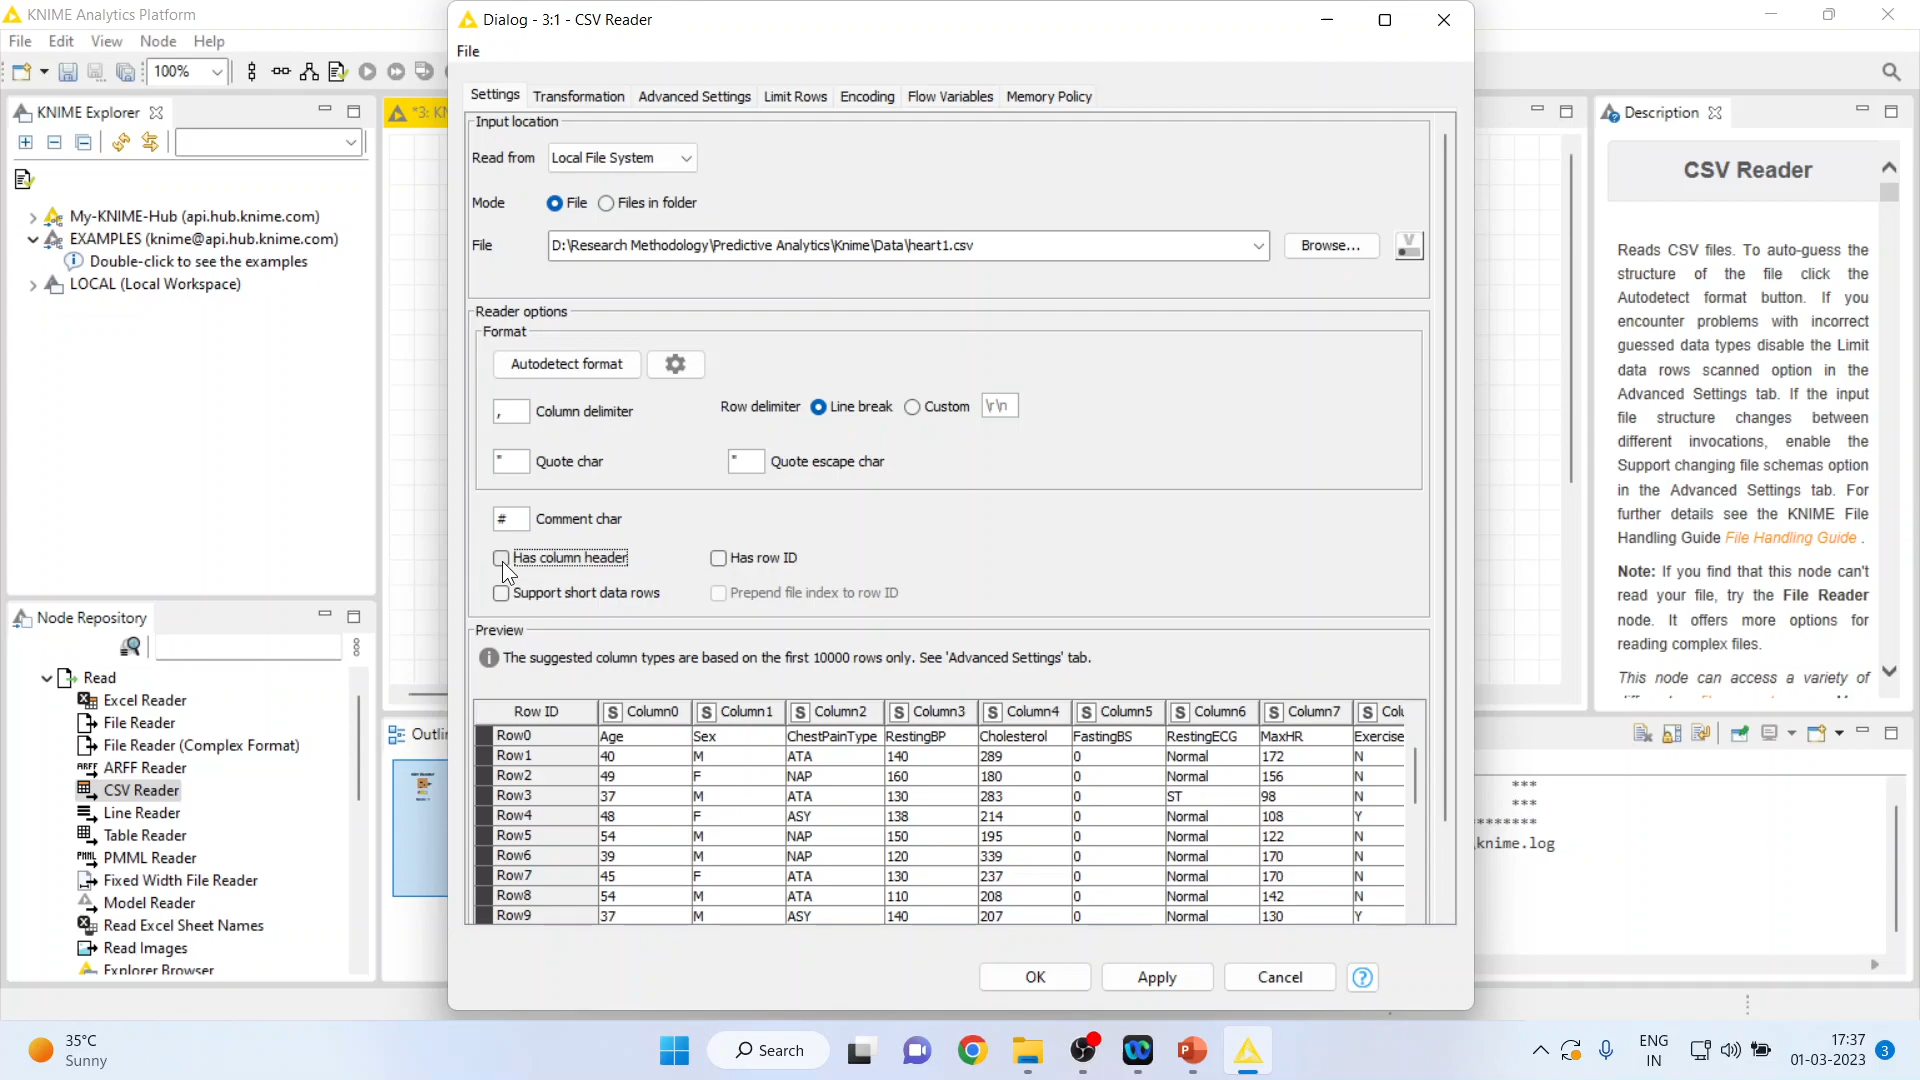 KNIME Analytics Platform
File Edit View Node Help
100%
KNIME Explorer
My-KNIME-Hub (api.hub.knime.com)
EXAMPLES (knime@api.hub.knime.com)
Double-click to see the examples
LOCAL (Local Workspace)
Node Repository
Read
Excel Reader
File Reader
File Reader (Complex Format)
ARFF ARFF Reader
CSV Reader
Line Reader
Table Reader
PMML PMML Reader
Fixed Width File Reader
Model Reader
Read Excel Sheet Names
Read Images
Explorer Browser
*3: KN
Outli
Dialog - 3:1 - CSV Reader
File
Settings Transformation Advanced Settings Limit Rows Encoding Flow Variables Memory Policy
Input location
Read from Local File System
Mode File Files in folder
File D:\Research Methodology\Predictive Analytics\Knime\Data\heart1.csv Browse... V
Reader options
Format
Autodetect format
, Column delimiter Row delimiter Line break Custom \r\n
" Quote char " Quote escape char
# Comment char
Has column header Has row ID
Support short data rows Prepend file index to row ID
Preview
The suggested column types are based on the first 10000 rows only. See 'Advanced Settings' tab.
Row ID S Column0 S Column1 S Column2 S Column3 S Column4 S Column5 S Column6 S Column7 S Col
Row0 Age Sex ChestPainType RestingBP Cholesterol FastingBS RestingECG MaxHR Exercise
Row1 40 M ATA 140 289 0 Normal 172 N
Row2 49 F NAP 160 180 0 Normal 156 N
Row3 37 M ATA 130 283 0 ST 98 N
Row4 48 F ASY 138 214 0 Normal 108 Y
Row5 54 M NAP 150 195 0 Normal 122 N
Row6 39 M NAP 120 339 0 Normal 170 N
Row7 45 F ATA 130 237 0 Normal 170 N
Row8 54 M ATA 110 208 0 Normal 142 N
Row9 37 M ASY 140 207 0 Normal 130 Y
OK Apply Cancel ?
Description
CSV Reader
Reads CSV files. To auto-guess the
structure of the file click the
Autodetect format button. If you
encounter problems with incorrect
guessed data types disable the Limit
data rows scanned option in the
Advanced Settings tab. If the input
file structure changes between
different invocations, enable the
Support changing file schemas option
in the Advanced Settings tab. For
further details see the KNIME File
Handling Guide File Handling Guide .
Note: If you find that this node can't
read your file, try the File Reader
node. It offers more options for
reading complex files.
This node can access a variety of
***
***
*******
knime.log
35°C
Sunny
Search
ENG
IN
17:37
01-03-2023
3